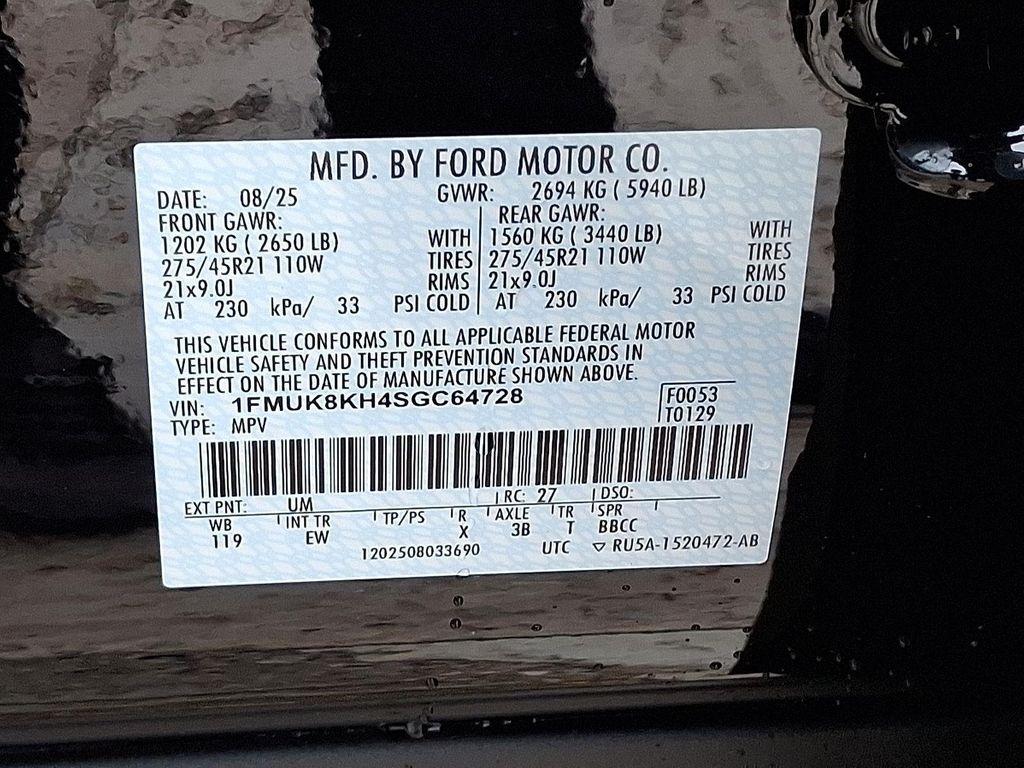 MFD. BY FORD MOTOR CO.
DATE: 08/25 GVWR: 2694 KG ( 5940 LB)
FRONT GAWR: REAR GAWR:
1202 KG ( 2650 LB) WITH 1560 KG ( 3440 LB) WITH
275/45R21 110W TIRES 275/45R21 110W TIRES
21x9.0J RIMS 21x9.0J RIMS
AT 230 kPa/ 33 PSI COLD AT 230 kPa/ 33 PSI COLD
THIS VEHICLE CONFORMS TO ALL APPLICABLE FEDERAL MOTOR
VEHICLE SAFETY AND THEFT PREVENTION STANDARDS IN
EFFECT ON THE DATE OF MANUFACTURE SHOWN ABOVE.
VIN: 1FMUK8KH4SGC64728 F0053
TYPE: MPV T0129
EXT PNT: UM RC: 27 DSO:
WB INT TR TP/PS R AXLE TR SPR
119 EW X 3B T BBCC
1202508033690 UTC ▽ RU5A-1520472-AB